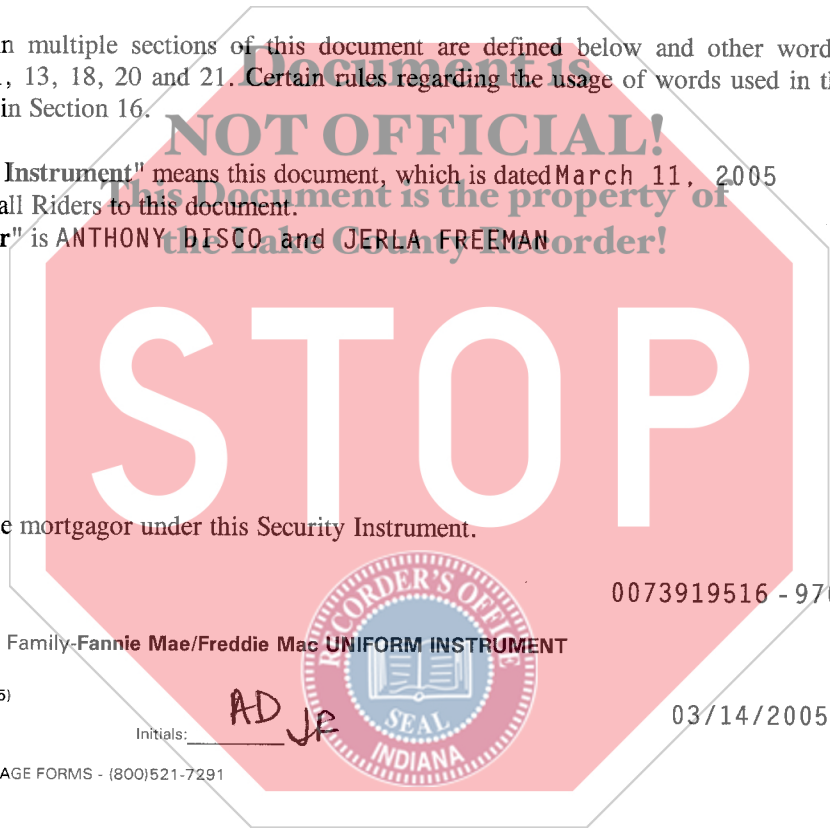 n multiple sections of this document are defined below and other word
, 13, 18, 20 and 21. Certain rules regarding the usage of words used in t
in Section 16.
Document is
NOT OFFICIAL!
This Document is the property of
the Lake County Recorder!
Instrument" means this document, which is dated March 11, 2005
all Riders to this document.
r" is ANTHONY DISCO and JERLA FREEMAN
STOP
e mortgagor under this Security Instrument.
0073919516 - 970
Family-Fannie Mae/Freddie Mac UNIFORM INSTRUMENT
5)
Initials: AD JF
03/14/2005
AGE FORMS - (800)521-7291
RECORDER'S OFFICE
SEAL
INDIANA